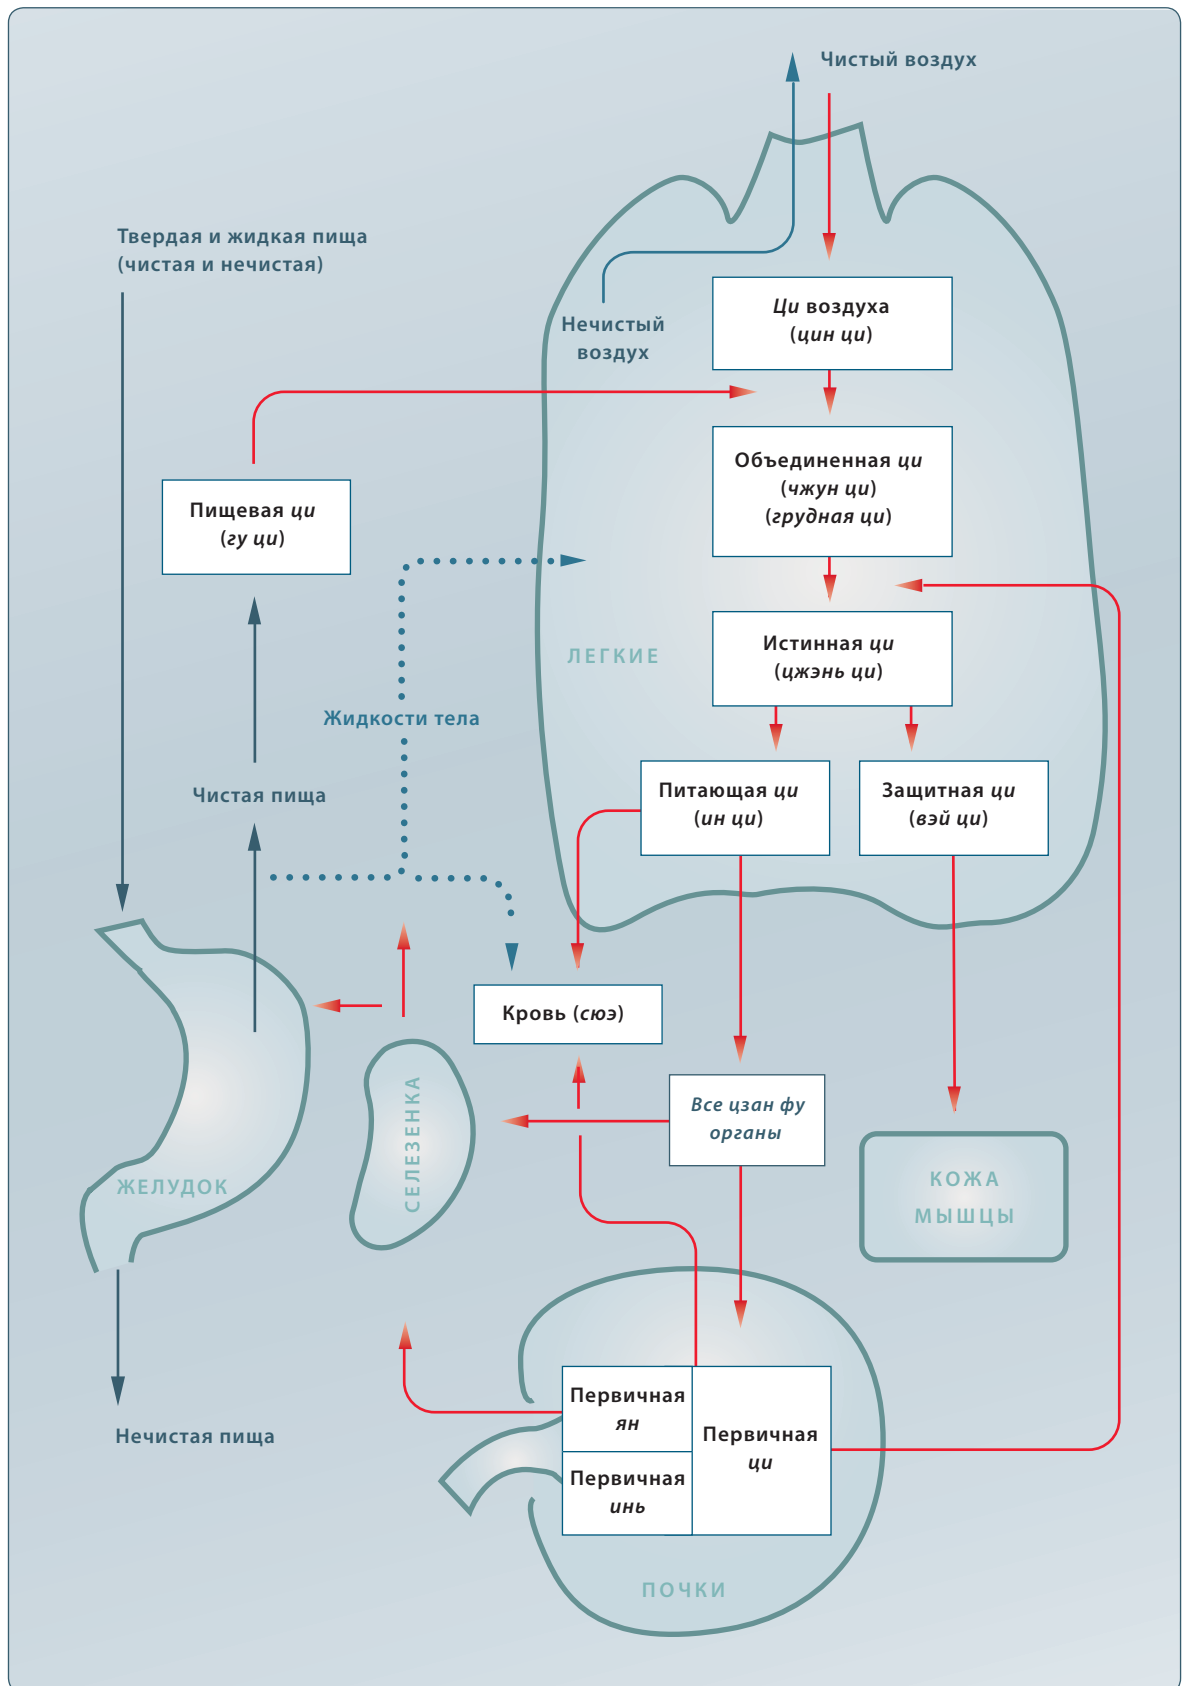 Чистый воздух
Твердая и жидкая пища
(чистая и нечистая)
Нечистый
воздух
Ци воздуха
(цин ци)
Объединенная ци
(чжун ци)
(грудная ци)
Пищевая ци
(гу ци)
ЛЕГКИЕ
Истинная ци
(цжэнь ци)
Жидкости тела
Чистая пища
Питающая ци
(ин ци)
Защитная ци
(вэй ци)
Кровь (сюэ)
Все цзан фу
органы
СЕЛЕЗЕНКА
ЖЕЛУДОК
КОЖА
МЫШЦЫ
Нечистая пища
Первичная
ян
Первичная
ци
Первичная
инь
ПОЧКИ